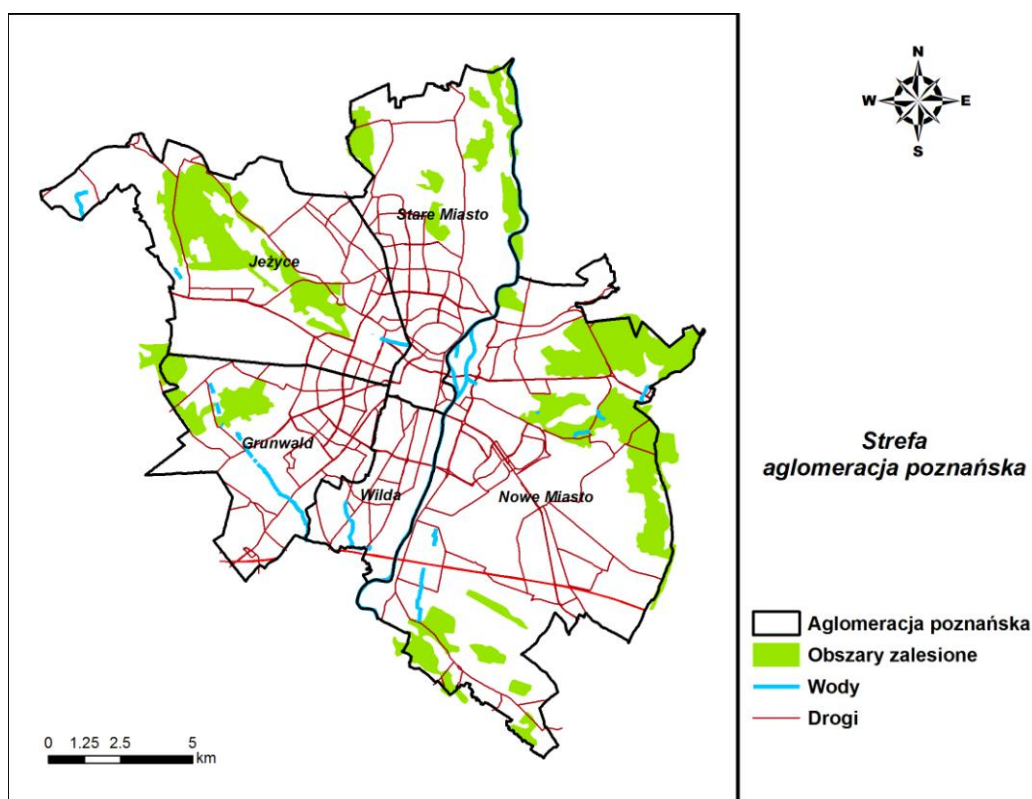 N
W E
S
Stare Miasto
Jeżyce
Grunwald
Wilda
Nowe Miasto
Strefa
aglomeracja poznańska
Aglomeracja poznańska
Obszary zalesione
Wody
Drogi
0 1.25 2.5 5
km